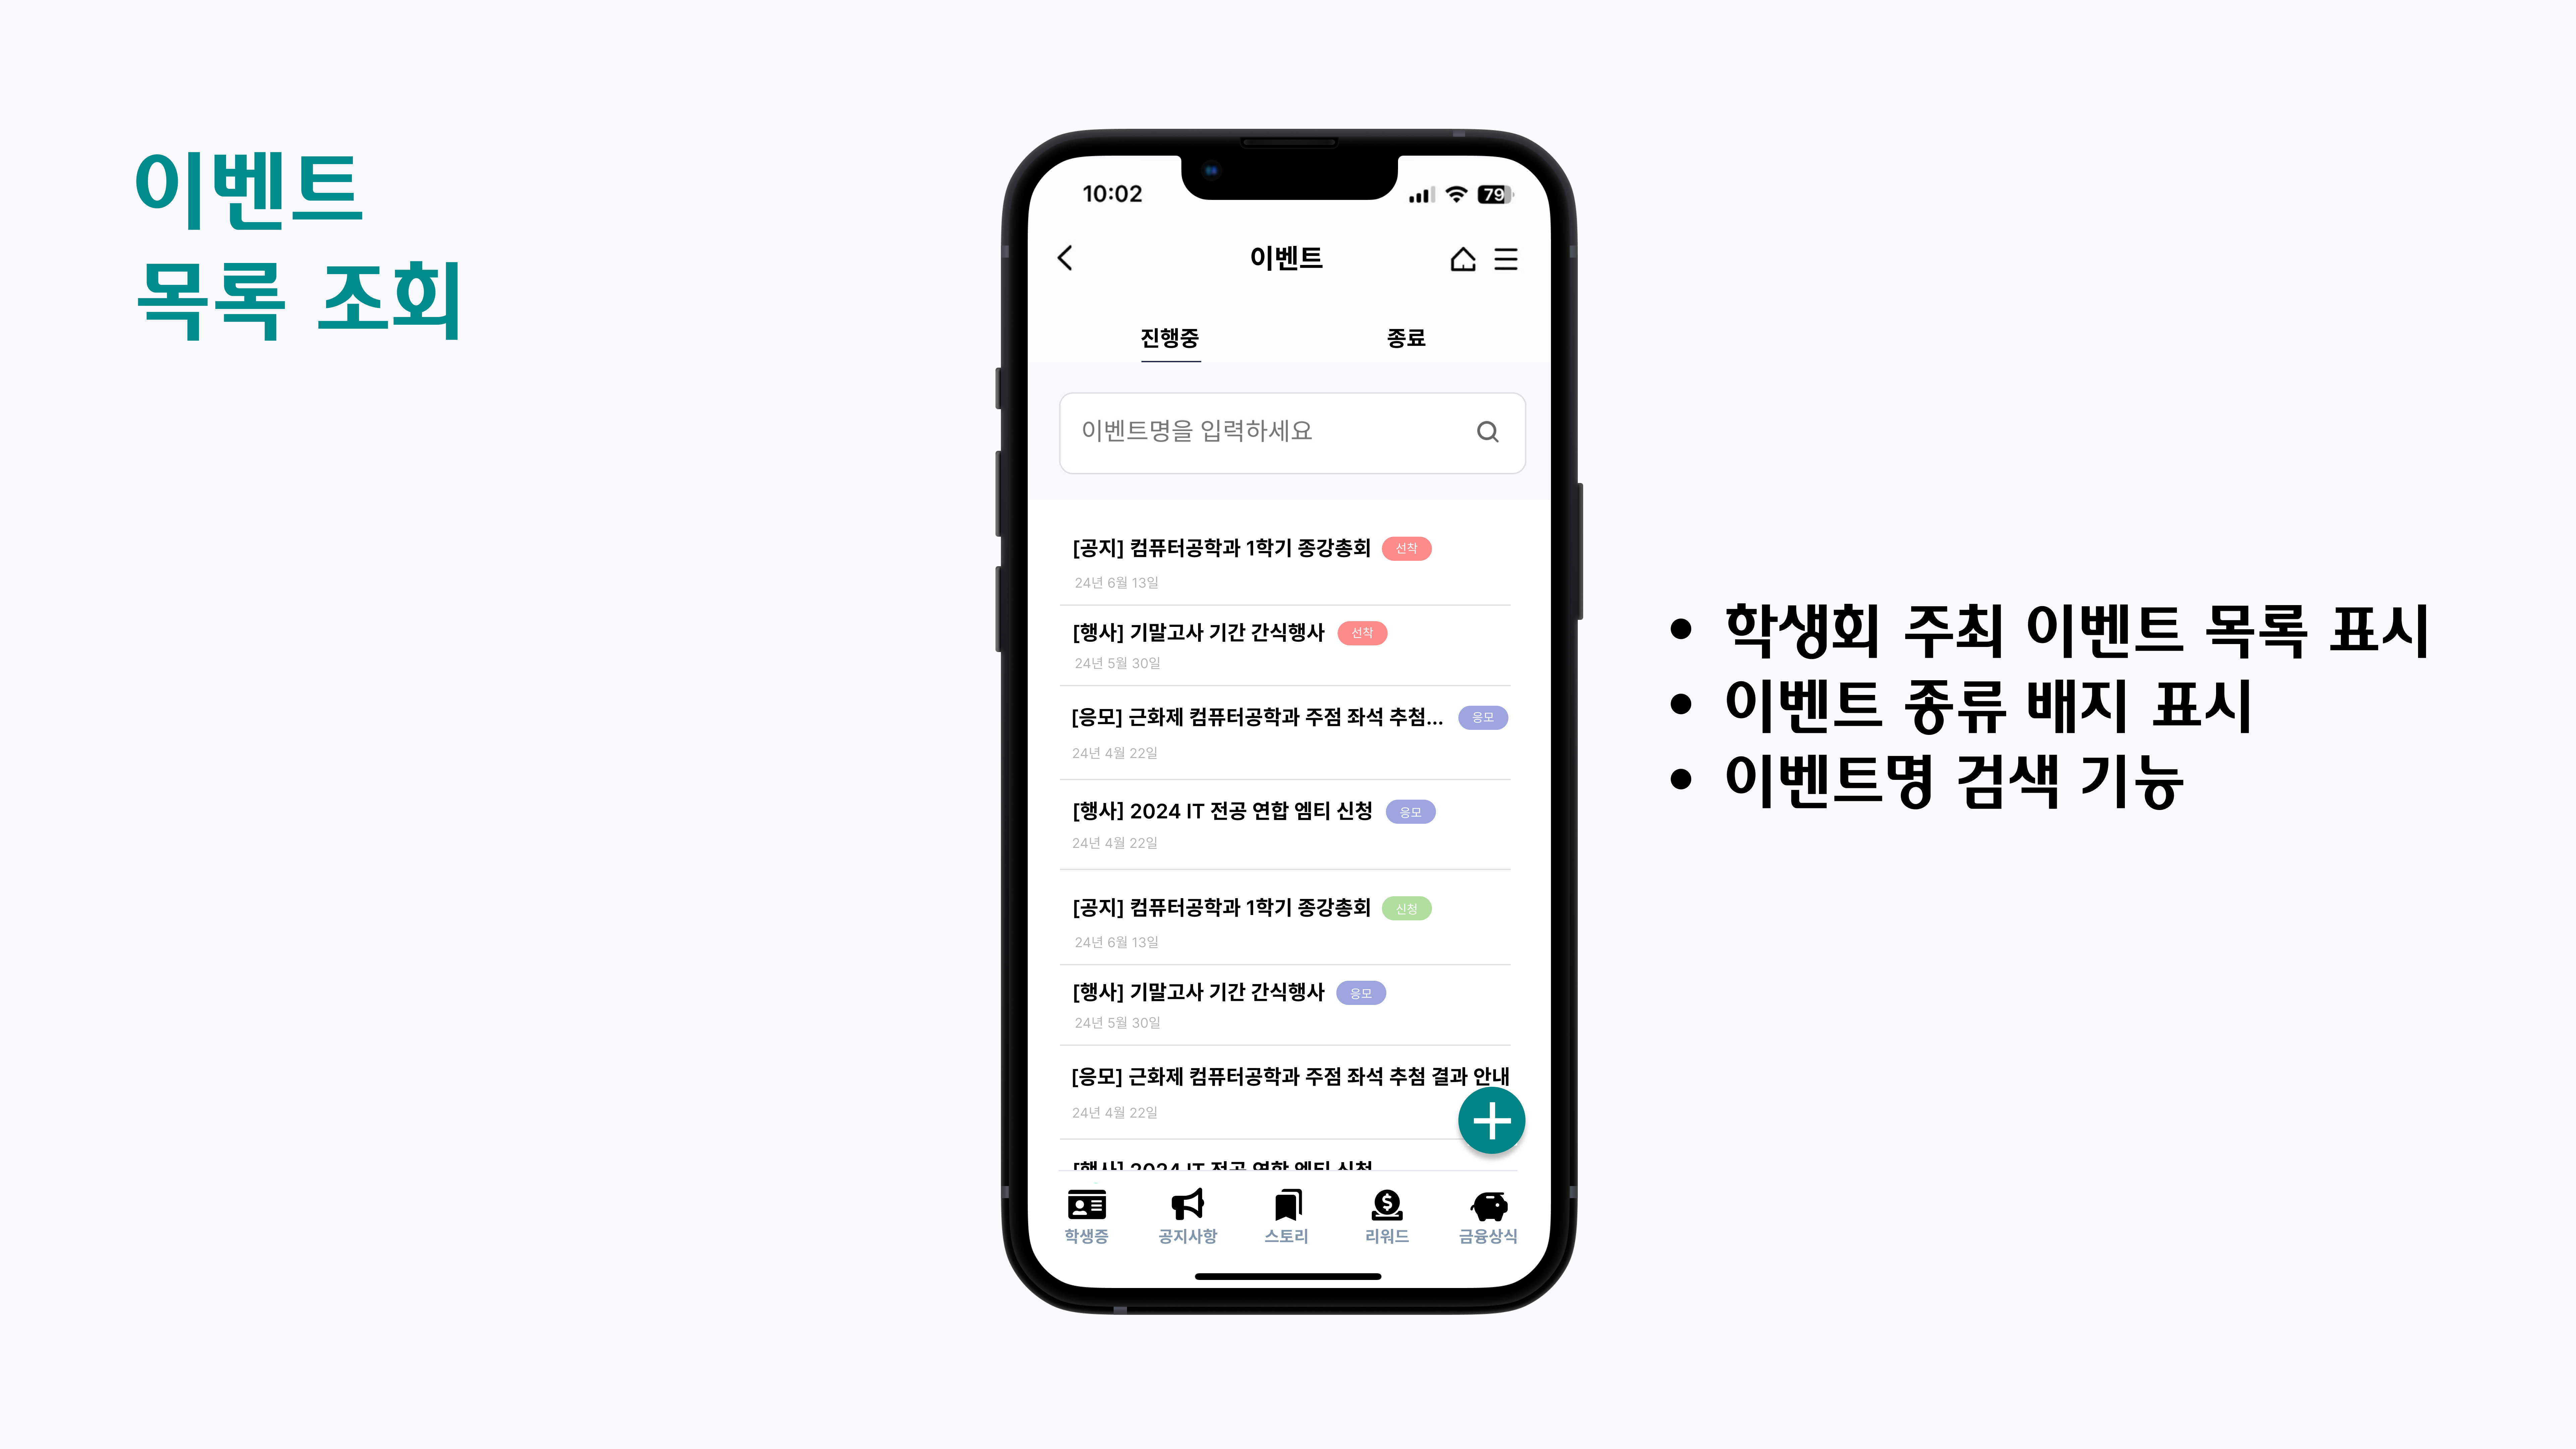 이벤트
목록 조회
10:02
79
이벤트
진행중
종료
이벤트명을 입력하세요
[공지] 컴퓨터공학과 1학기 종강총회 선착
24년 6월 13일
[행사] 기말고사 기간 간식행사 선착
24년 5월 30일
[응모] 근화제 컴퓨터공학과 주점 좌석 추첨... 응모
24년 4월 22일
[행사] 2024 IT 전공 연합 엠티 신청 응모
24년 4월 22일
[공지] 컴퓨터공학과 1학기 종강총회 신청
24년 6월 13일
[행사] 기말고사 기간 간식행사 응모
24년 5월 30일
[응모] 근화제 컴퓨터공학과 주점 좌석 추첨 결과 안내
24년 4월 22일
[행사] 2024 IT 전공 연합 엠티 신청
학생증 공지사항 스토리 리워드 금융상식
• 학생회 주최 이벤트 목록 표시
• 이벤트 종류 배지 표시
• 이벤트명 검색 기능